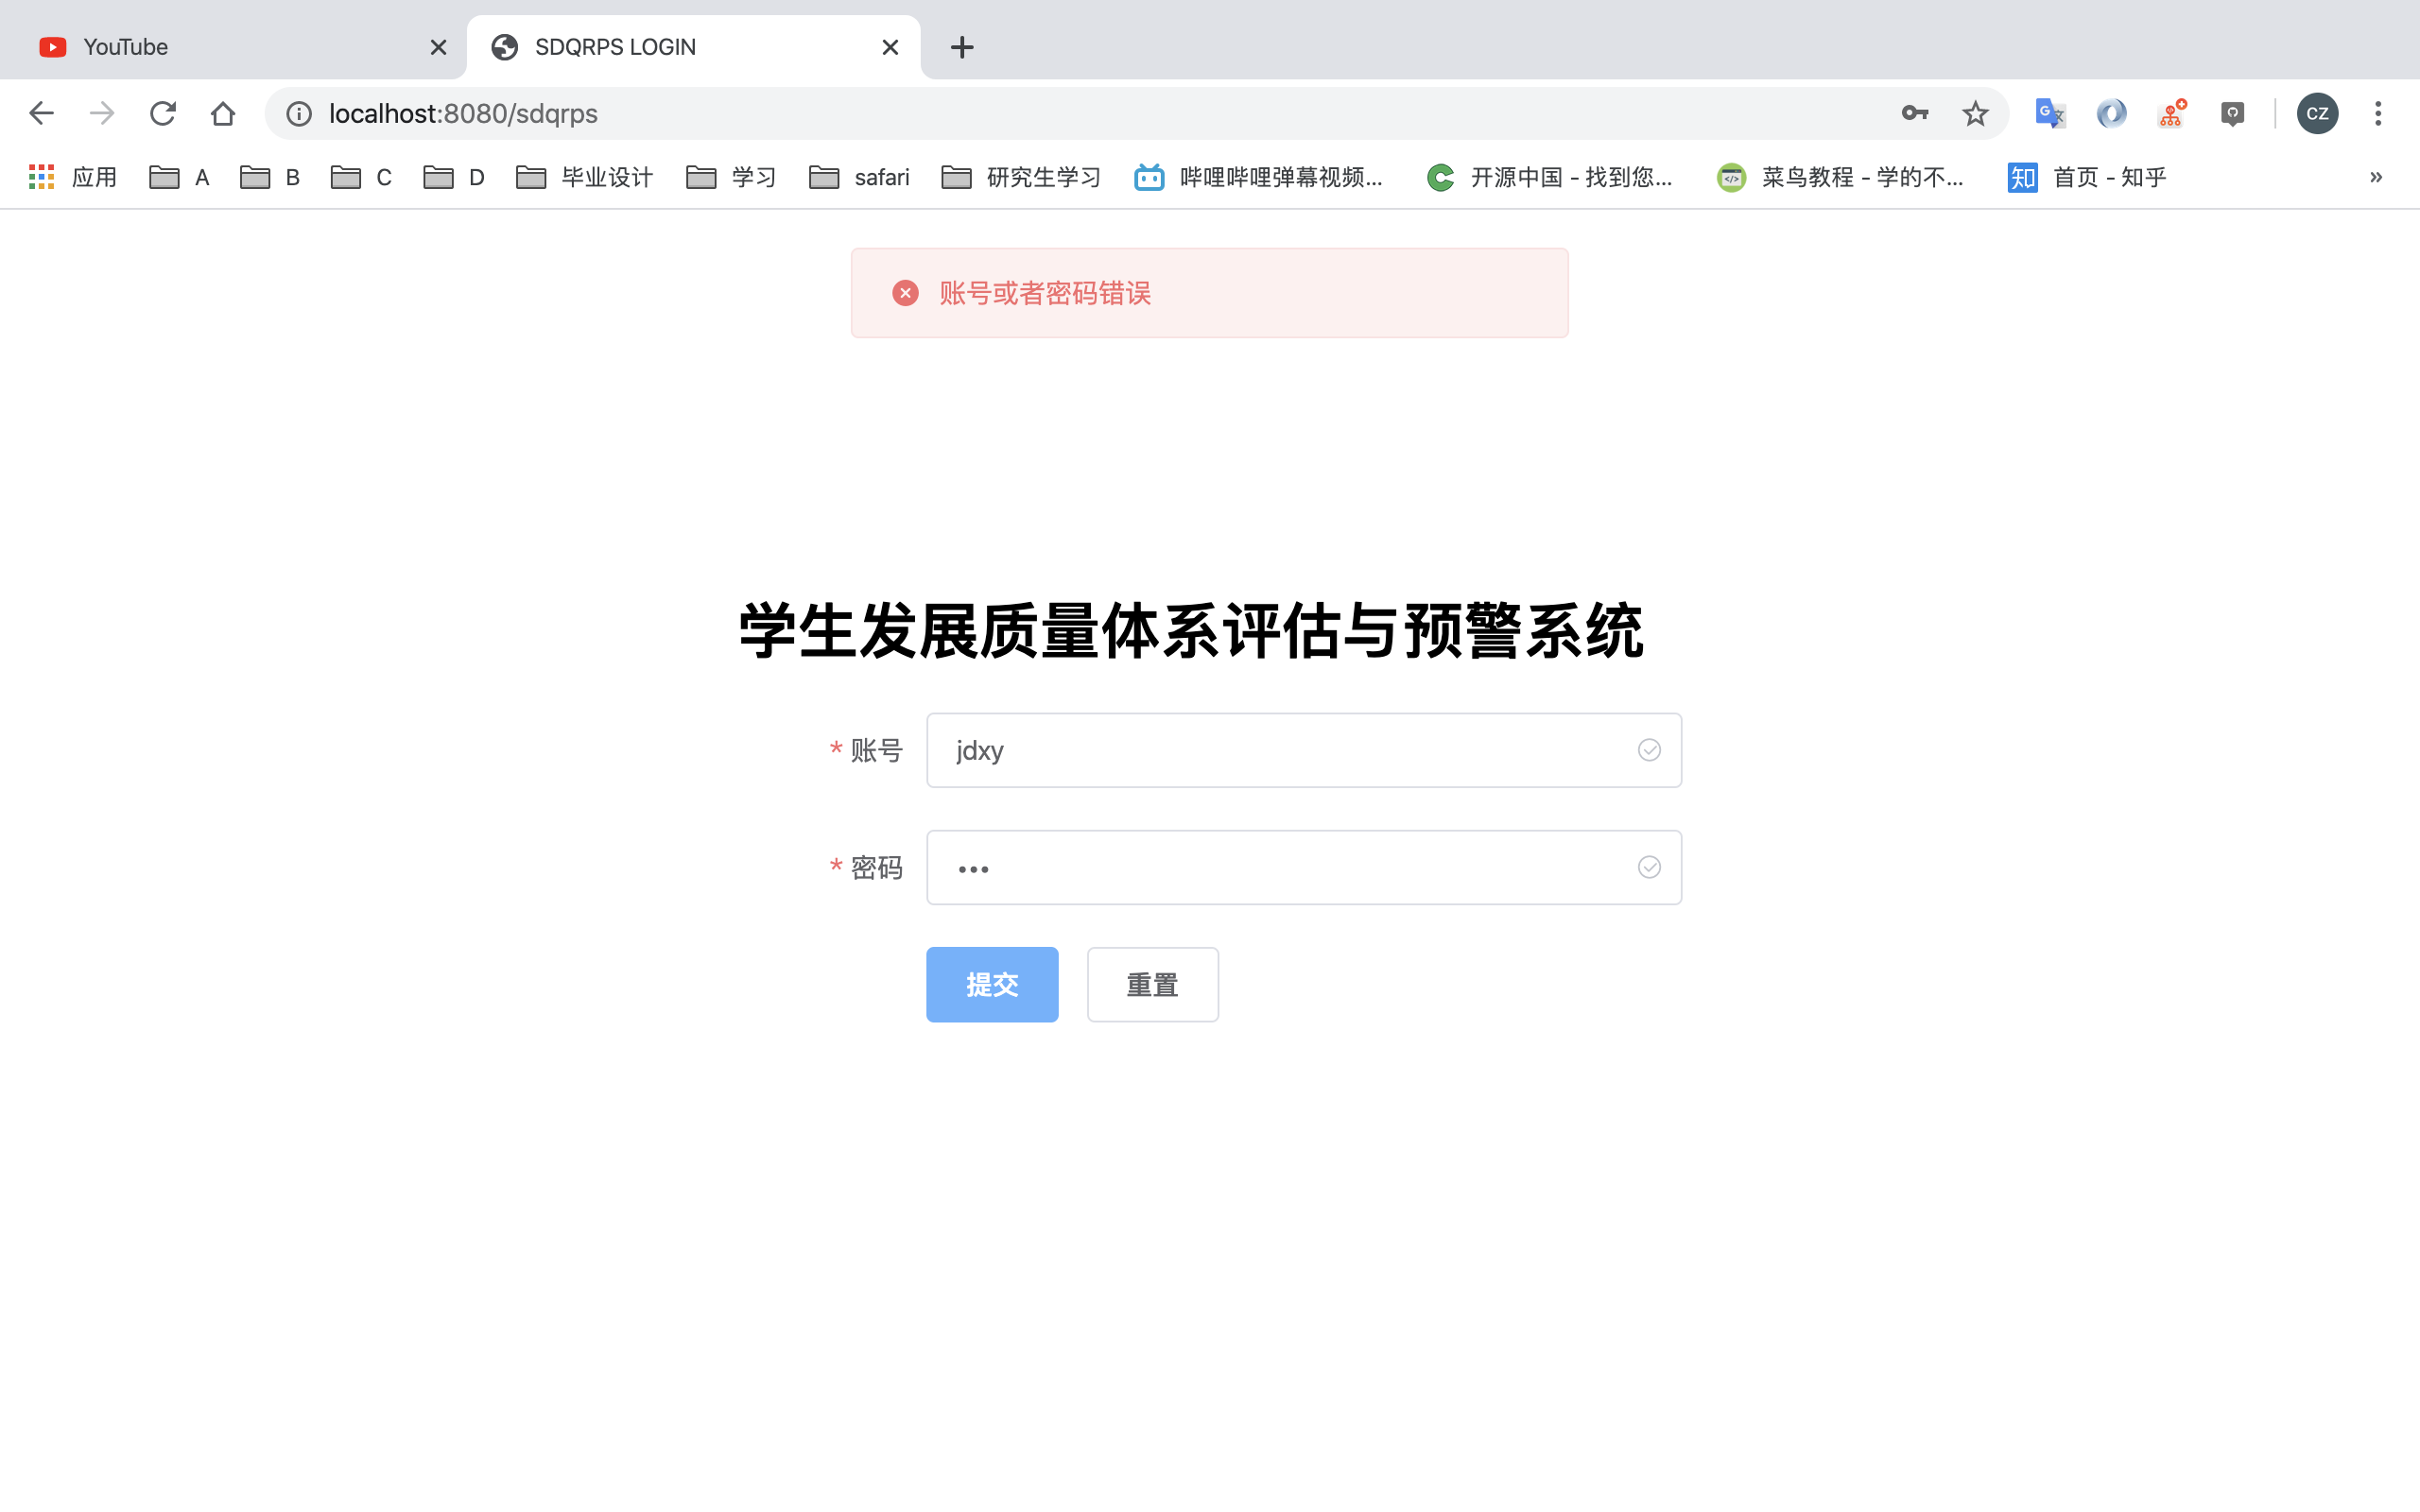 YouTube
SDQRPS LOGIN
localhost:8080/sdqrps
CZ
应用
A
B
C
D
毕业设计
学习
safari
研究生学习
哔哩哔哩弹幕视频...
开源中国 - 找到您...
菜鸟教程 - 学的不...
知
首页 - 知乎
»
账号或者密码错误
学生发展质量体系评估与预警系统
* 账号
jdxy
* 密码
•••
提交
重置